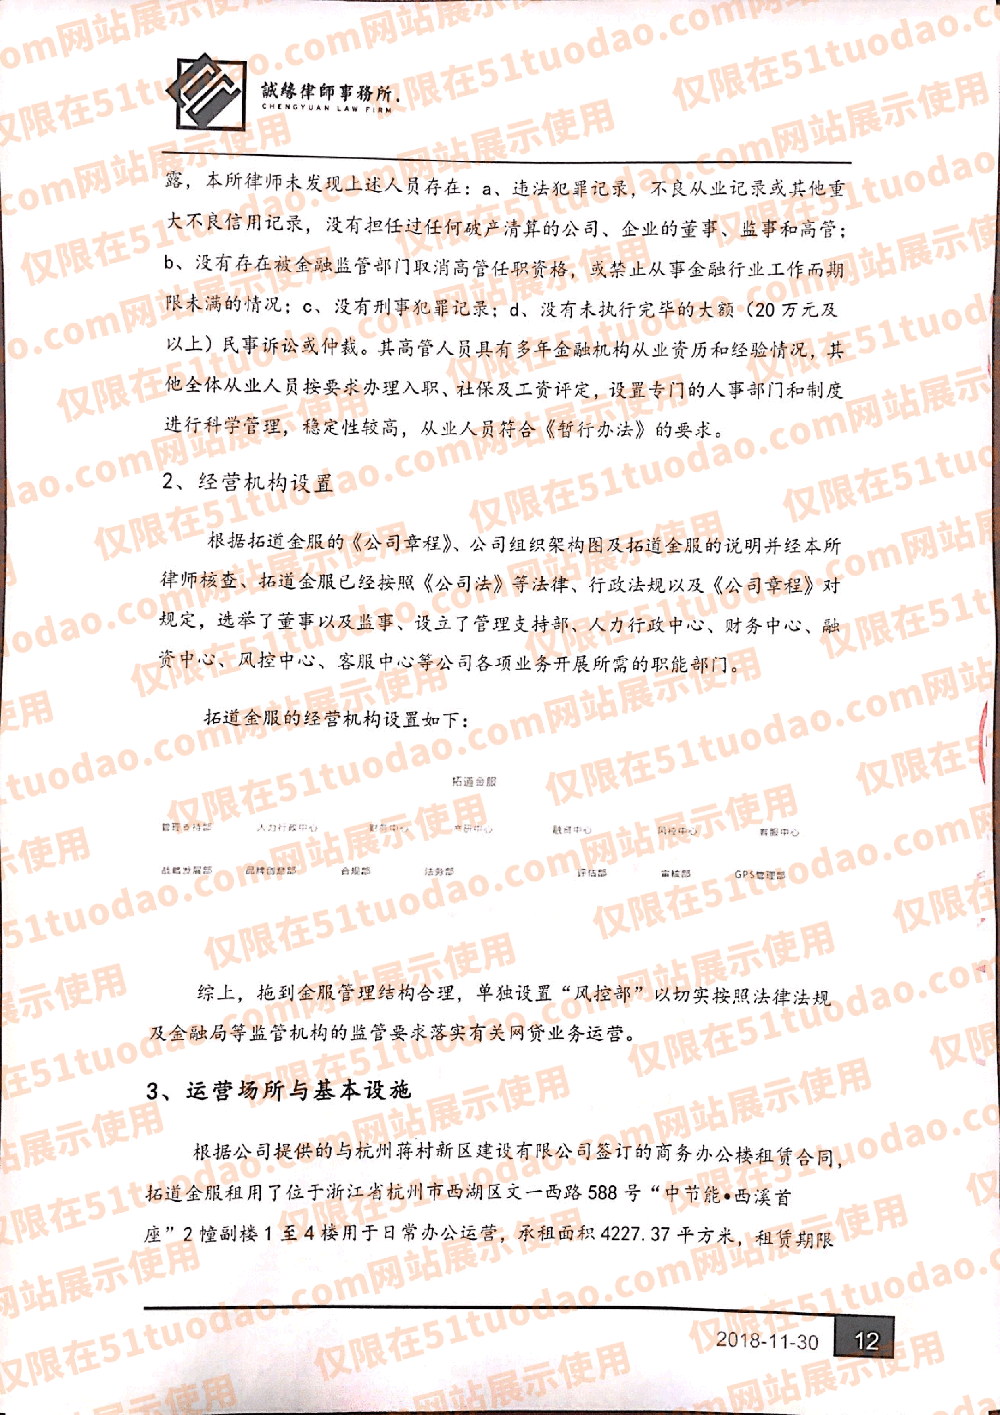 誠緣律師事務所.
CHENGYUAN LAW FIRM
露，本所律师未发现上述人员存在：a、违法犯罪记录，不良从业记录或其他重
大不良信用记录，没有担任过任何破产清算的公司、企业的董事、监事和高管；
b、没有存在被金融监管部门取消高管任职资格，或禁止从事金融行业工作而期
限未满的情况；c、没有刑事犯罪记录；d、没有未执行完毕的大额（20 万元及
以上）民事诉讼或仲裁。其高管人员具有多年金融机构从业资历和经验情况，其
他全体从业人员按要求办理入职、社保及工资评定，设置专门的人事部门和制度
进行科学管理，稳定性较高，从业人员符合《暂行办法》的要求。
2、经营机构设置
根据拓道金服的《公司章程》、公司组织架构图及拓道金服的说明并经本所
律师核查、拓道金服已经按照《公司法》等法律、行政法规以及《公司章程》对
规定，选举了董事以及监事、设立了管理支持部、人力行政中心、财务中心、融
资中心、风控中心、客服中心等公司各项业务开展所需的职能部门。
拓道金服的经营机构设置如下：
拓道金服
管理支持部 人力行政中心 财务中心 产研中心 融资中心 风控中心 客服中心
战略发展部 品牌创意部 合规部 法务部 评估部 审核部 GPS管理部
综上，拖到金服管理结构合理，单独设置“风控部”以切实按照法律法规
及金融局等监管机构的监管要求落实有关网贷业务运营。
3、运营场所与基本设施
根据公司提供的与杭州蒋村新区建设有限公司签订的商务办公楼租赁合同，
拓道金服租用了位于浙江省杭州市西湖区文一西路 588 号“中节能•西溪首
座”2 幢副楼 1 至 4 楼用于日常办公运营，承租面积 4227.37 平方米，租赁期限
2018-11-30 12
仅限在51tuodao.com网站展示使用